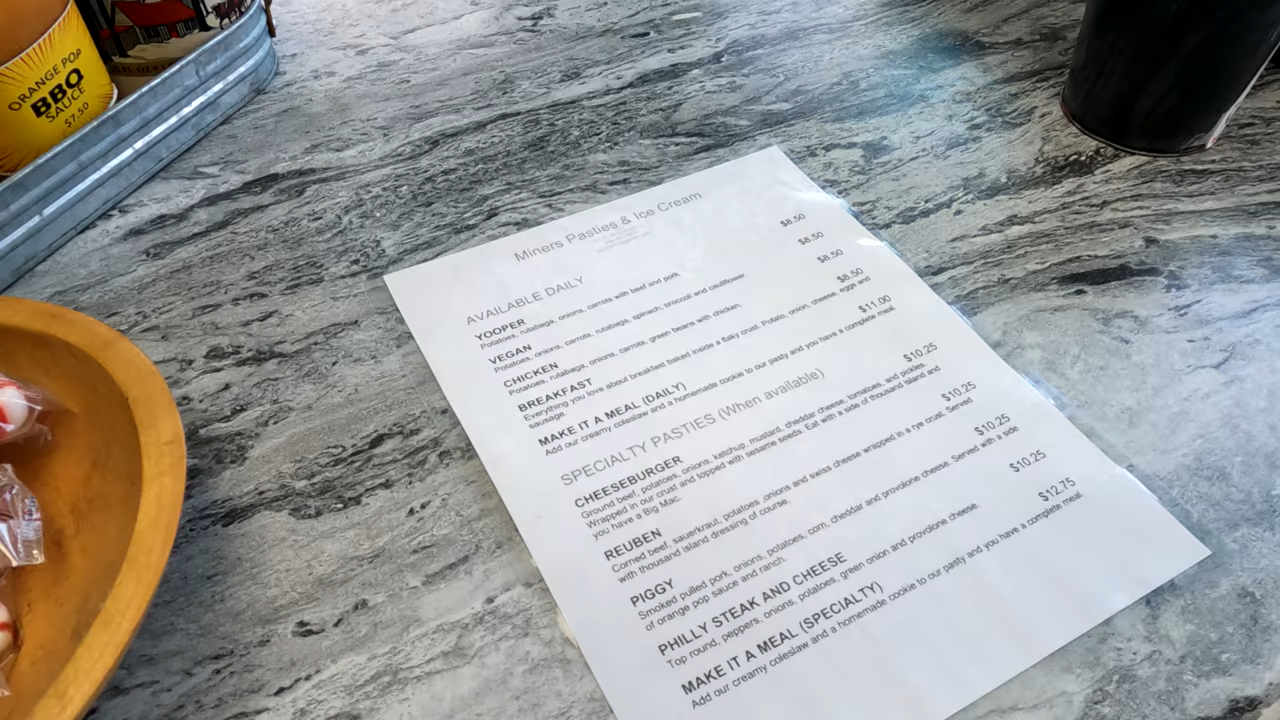 ORANGE POP
BBQ
SAUCE
$7.50
Miners Pasties & Ice Cream
AVAILABLE DAILY
YOOPER $8.50
Potatoes, rutabaga, onions, carrots with beef and pork.
VEGAN $8.50
Potatoes, onions, carrots, rutabaga, spinach, broccoli and cauliflower.
CHICKEN $8.50
Potatoes, rutabaga, onions, carrots, green beans with chicken.
BREAKFAST $8.50
Everything you love about breakfast baked inside a flaky crust. Potato, onion, cheese, eggs and
sausage.
MAKE IT A MEAL (DAILY) $11.00
Add our creamy coleslaw and a homemade cookie to our pasty and you have a complete meal.
SPECIALTY PASTIES (When available)
CHEESEBURGER $10.25
Ground beef, potatoes, onions, ketchup, mustard, cheddar cheese, tomatoes, and pickles.
Wrapped in our crust and topped with sesame seeds. Eat with a side of thousand island and
you have a Big Mac.
REUBEN $10.25
Corned beef, sauerkraut, potatoes ,onions and swiss cheese wrapped in a rye crust. Served
with thousand island dressing of course.
PIGGY $10.25
Smoked pulled pork, onions, potatoes, corn, cheddar and provolone cheese. Served with a side
of orange pop sauce and ranch.
PHILLY STEAK AND CHEESE $10.25
Top round, peppers, onions, potatoes, green onion and provolone cheese.
MAKE IT A MEAL (SPECIALTY) $12.75
Add our creamy coleslaw and a homemade cookie to our pasty and you have a complete meal.